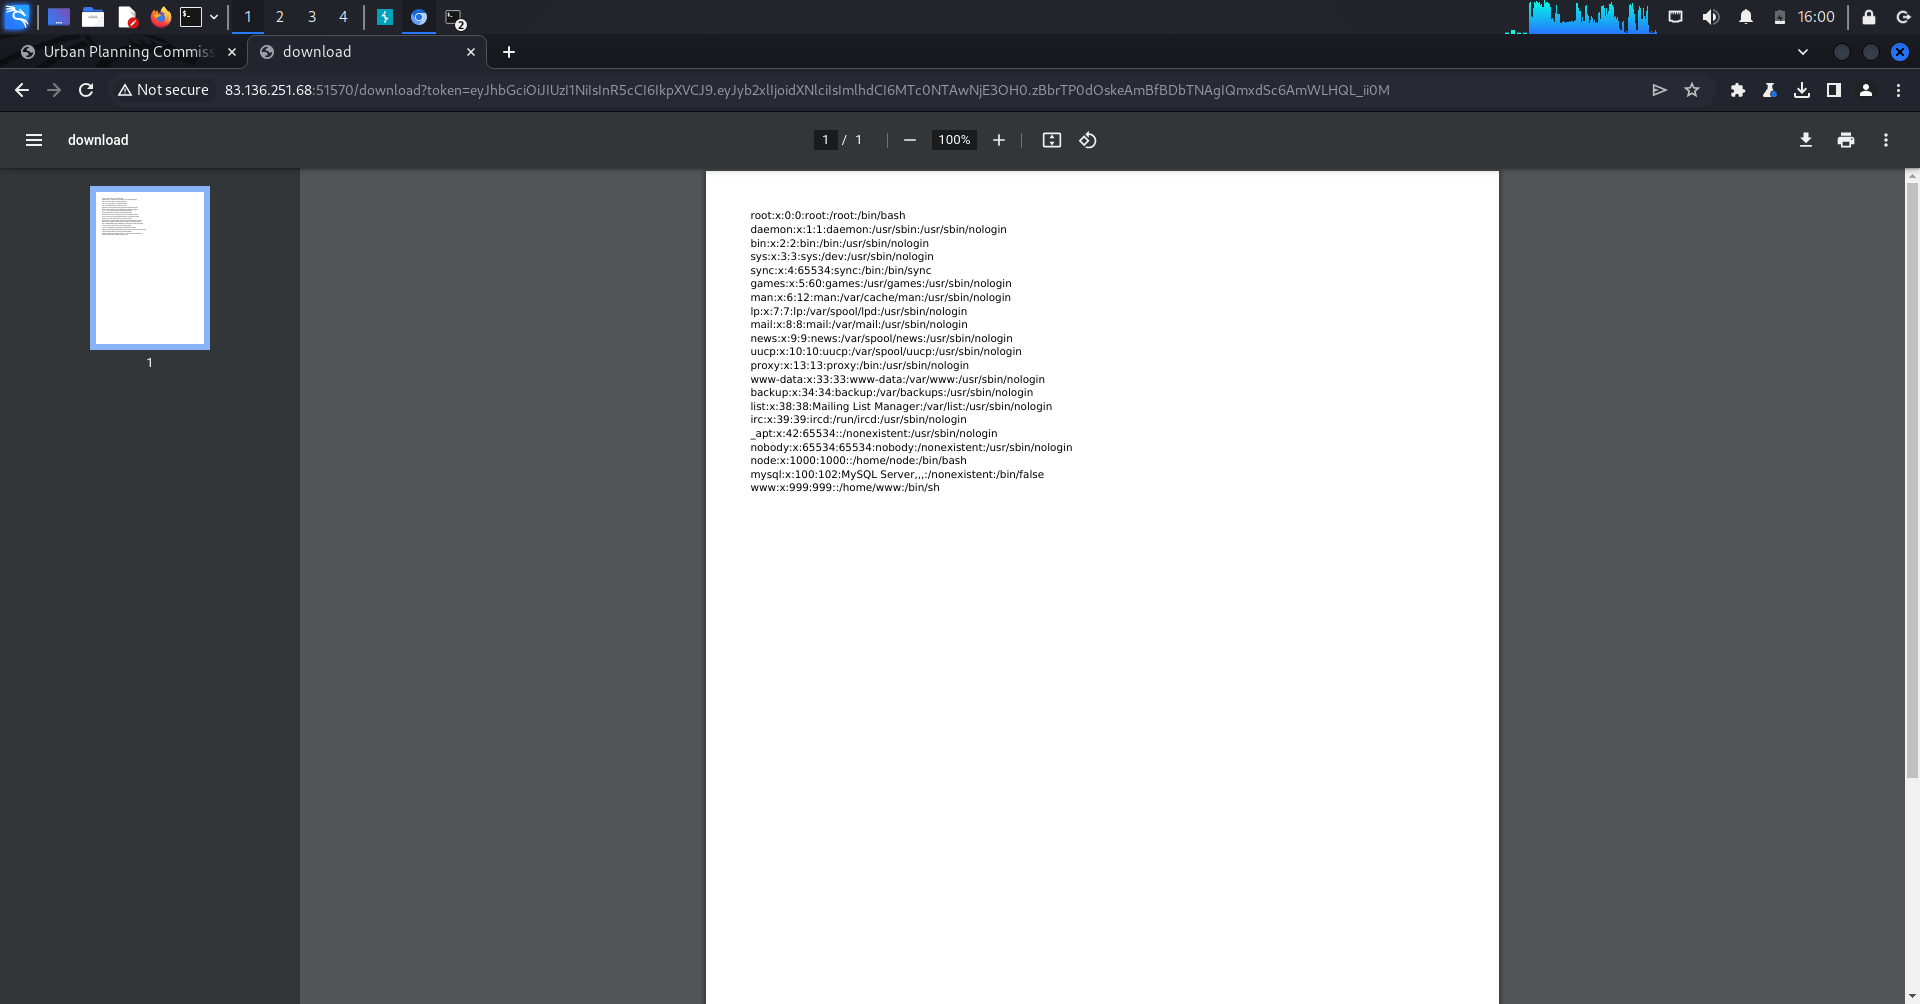 1 2 3 4 2 16:00
Urban Planning Commiss
download
Not secure 83.136.251.68:51570/download?token=eyJhbGciOiJIUzI1NiIsInR5cCI6IkpXVCJ9.eyJyb2xlIjoidXNlciIsImlhdCI6MTc0NTAwNjE3OH0.zBbrTP0dOskeAmBfBDbTNAgIQmxdSc6AmWLHQL_ii0M
download 1 / 1 100%
1
root:x:0:0:root:/root:/bin/bash
daemon:x:1:1:daemon:/usr/sbin:/usr/sbin/nologin
bin:x:2:2:bin:/bin:/usr/sbin/nologin
sys:x:3:3:sys:/dev:/usr/sbin/nologin
sync:x:4:65534:sync:/bin:/bin/sync
games:x:5:60:games:/usr/games:/usr/sbin/nologin
man:x:6:12:man:/var/cache/man:/usr/sbin/nologin
lp:x:7:7:lp:/var/spool/lpd:/usr/sbin/nologin
mail:x:8:8:mail:/var/mail:/usr/sbin/nologin
news:x:9:9:news:/var/spool/news:/usr/sbin/nologin
uucp:x:10:10:uucp:/var/spool/uucp:/usr/sbin/nologin
proxy:x:13:13:proxy:/bin:/usr/sbin/nologin
www-data:x:33:33:www-data:/var/www:/usr/sbin/nologin
backup:x:34:34:backup:/var/backups:/usr/sbin/nologin
list:x:38:38:Mailing List Manager:/var/list:/usr/sbin/nologin
irc:x:39:39:ircd:/run/ircd:/usr/sbin/nologin
_apt:x:42:65534::/nonexistent:/usr/sbin/nologin
nobody:x:65534:65534:nobody:/nonexistent:/usr/sbin/nologin
node:x:1000:1000::/home/node:/bin/bash
mysql:x:100:102:MySQL Server,,,:/nonexistent:/bin/false
www:x:999:999::/home/www:/bin/sh